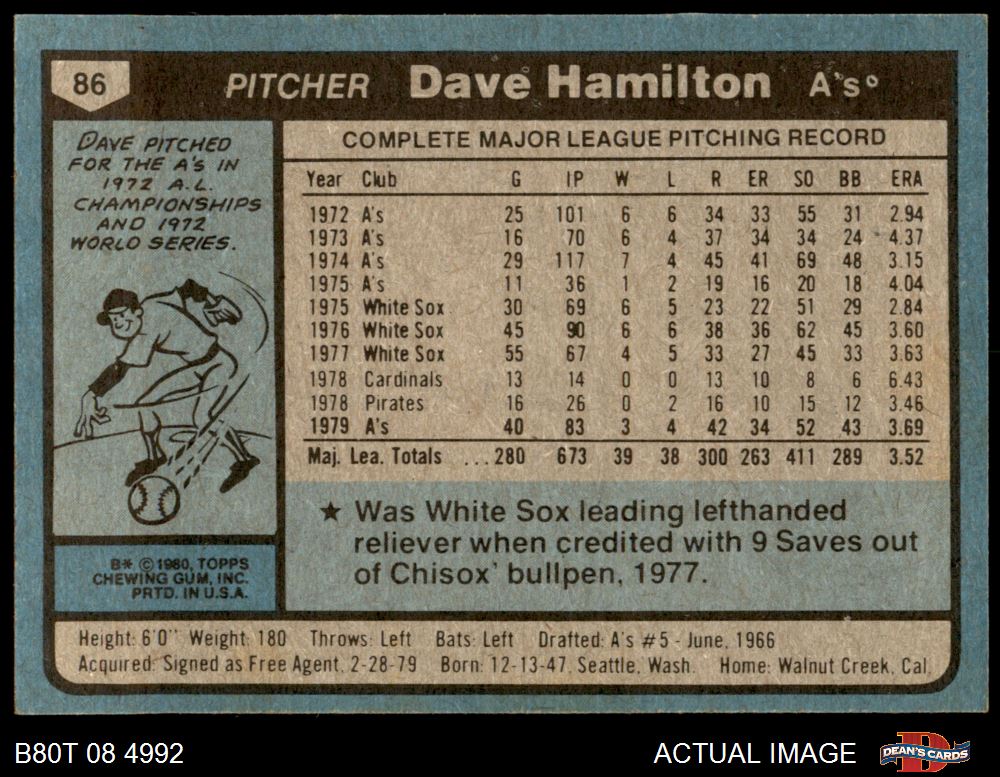 86 PITCHER Dave Hamilton A's
DAVE PITCHED
FOR THE A'S IN
1972 A.L.
CHAMPIONSHIPS
AND 1972
WORLD SERIES.
COMPLETE MAJOR LEAGUE PITCHING RECORD
Year Club G IP W L R ER SO BB ERA
1972 A's 25 101 6 6 34 33 55 31 2.94
1973 A's 16 70 6 4 37 34 34 24 4.37
1974 A's 29 117 7 4 45 41 69 48 3.15
1975 A's 11 36 1 2 19 16 20 18 4.04
1975 White Sox 30 69 6 5 23 22 51 29 2.84
1976 White Sox 45 90 6 6 38 36 62 45 3.60
1977 White Sox 55 67 4 5 33 27 45 33 3.63
1978 Cardinals 13 14 0 0 13 10 8 6 6.43
1978 Pirates 16 26 0 2 16 10 15 12 3.46
1979 A's 40 83 3 4 42 34 52 43 3.69
Maj. Lea. Totals ...280 673 39 38 300 263 411 289 3.52
★ Was White Sox leading lefthanded
reliever when credited with 9 Saves out
of Chisox' bullpen, 1977.
B* © 1980, TOPPS
CHEWING GUM, INC.
PRTD. IN U.S.A.
Height: 6'0" Weight: 180 Throws: Left Bats: Left Drafted: A's #5 - June, 1966
Acquired: Signed as Free Agent, 2-28-79 Born: 12-13-47, Seattle, Wash. Home: Walnut Creek, Cal.
B80T 08 4992 ACTUAL IMAGE DEAN'S CARDS